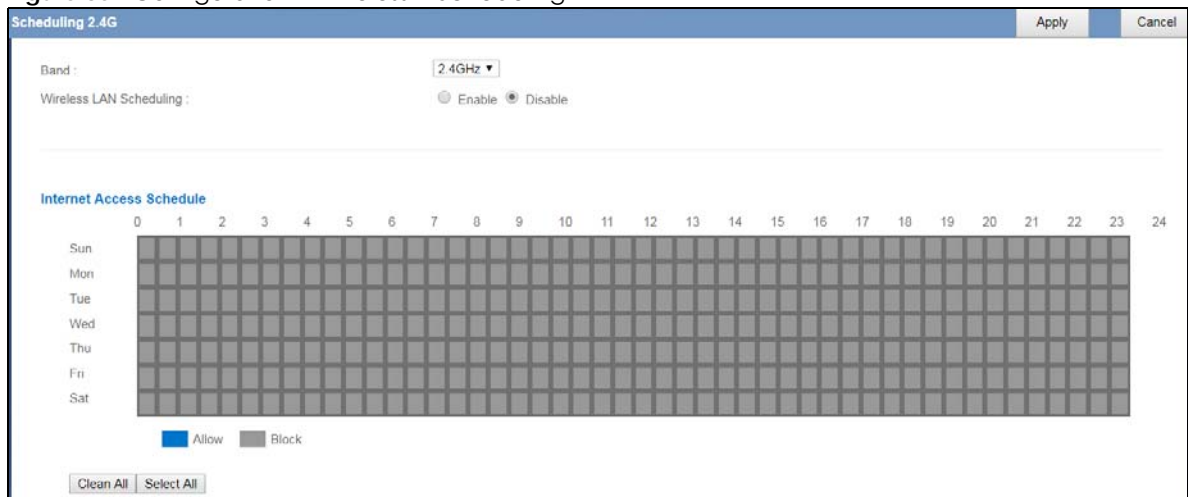 Scheduling 2.4G Apply Cancel
Band : 2.4GHz ▼
Wireless LAN Scheduling : Enable Disable
Internet Access Schedule
0 1 2 3 4 5 6 7 8 9 10 11 12 13 14 15 16 17 18 19 20 21 22 23 24
Sun
Mon
Tue
Wed
Thu
Fri
Sat
Allow Block
Clean All Select All